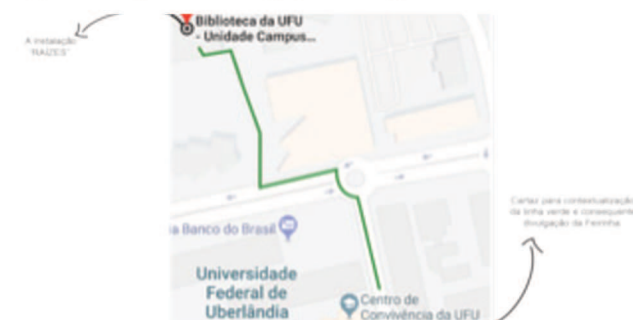 Biblioteca da UFU
- Unidade Campus...
A instalação
"RAÍZES"
Cartaz para contextualização
da linha verde e consequente
divulgação da Feirinha
ia Banco do Brasil
Universidade
Federal de
Uberlândia
Centro de
Convivência da UFU